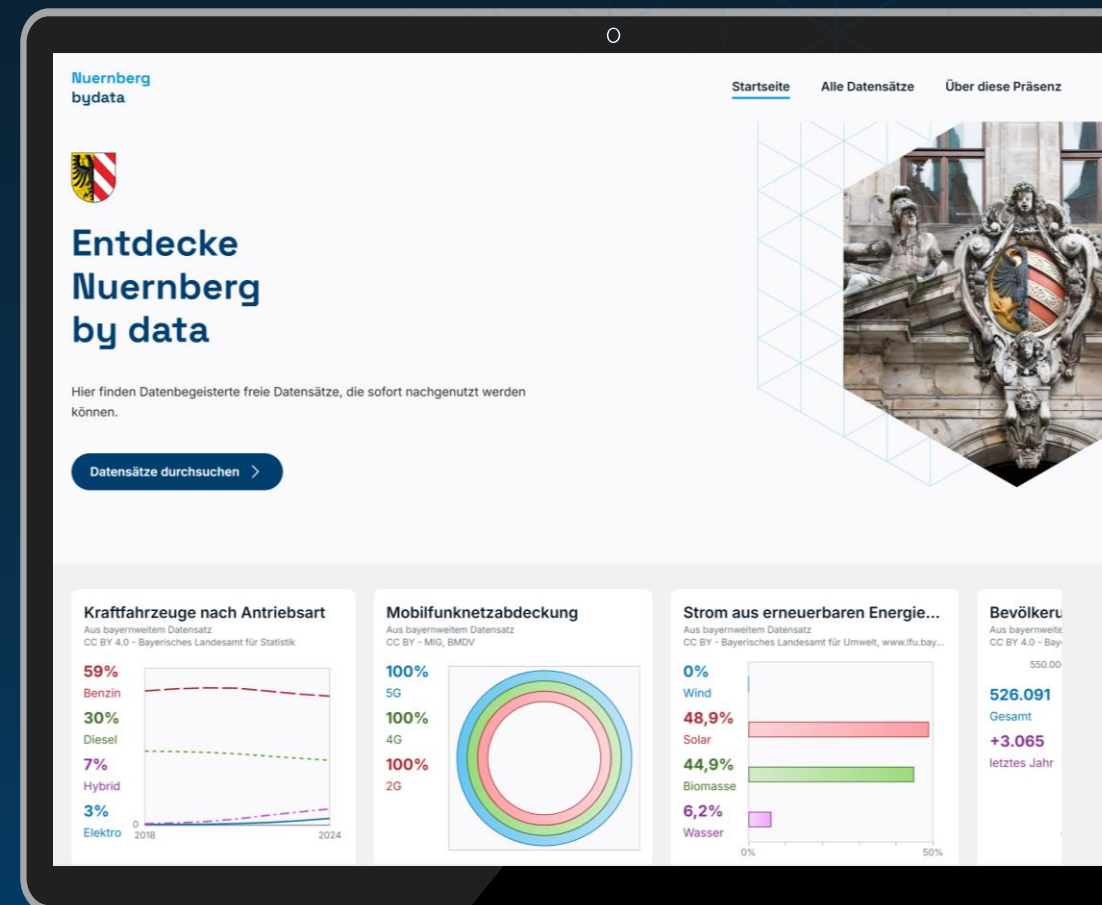 Nuernberg
bydata
Startseite
Alle Datensätze
Über diese Präsenz
Entdecke
Nuernberg
by data
Hier finden Datenbegeisterte freie Datensätze, die sofort nachgenutzt werden
können.
Datensätze durchsuchen
Kraftfahrzeuge nach Antriebsart
Aus bayernweitem Datensatz
CC BY 4.0 - Bayerisches Landesamt für Statistik
59%
Benzin
30%
Diesel
7%
Hybrid
3%
Elektro
0
2018
2024
Mobilfunknetzabdeckung
Aus bayernweitem Datensatz
CC BY - MIG, BMDV
100%
5G
100%
4G
100%
2G
Strom aus erneuerbaren Energie...
Aus bayernweitem Datensatz
CC BY - Bayerisches Landesamt für Umwelt, www.lfu.bay...
0%
Wind
48,9%
Solar
44,9%
Biomasse
6,2%
Wasser
0%
50%
Bevölkeru
Aus bayernweite
CC BY 4.0 - Bay
550.00
526.091
Gesamt
+3.065
letztes Jahr